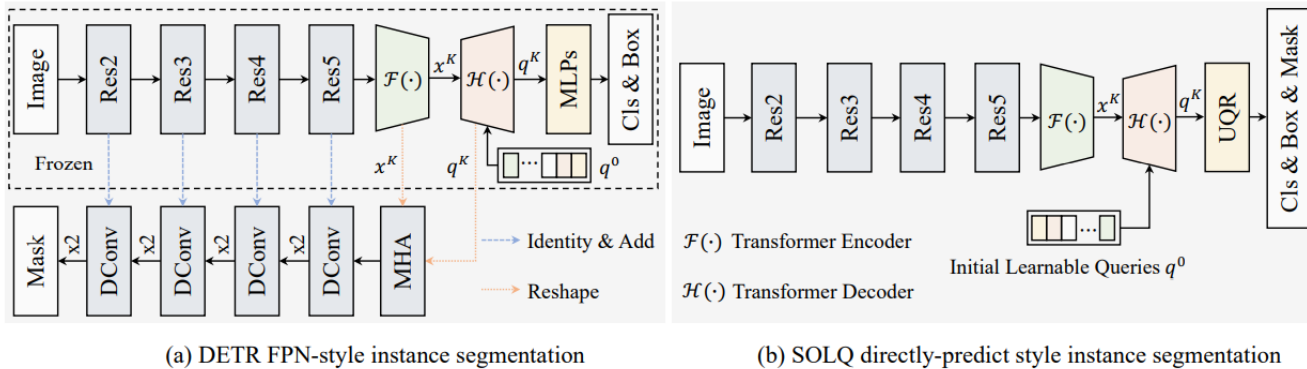 Image
Res2
Res3
Res4
Res5
ℱ(·)
x^K
ℋ(·)
q^K
MLPs
Cls & Box
Frozen
x^K
q^K
q^0
Mask
x2
DConv
x2
DConv
x2
DConv
x2
DConv
MHA
Identity & Add
Reshape
(a) DETR FPN-style instance segmentation
Image
Res2
Res3
Res4
Res5
ℱ(·)
x^K
ℋ(·)
q^K
UQR
Cls & Box & Mask
ℱ(·) Transformer Encoder
ℋ(·) Transformer Decoder
Initial Learnable Queries q^0
(b) SOLQ directly-predict style instance segmentation